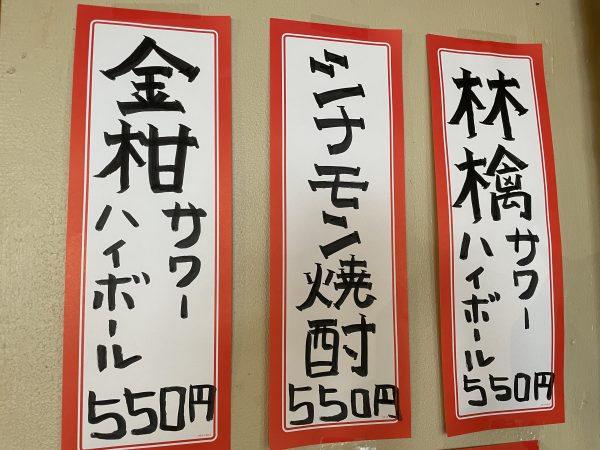 林檎
サワー
ハイボール
550円
シナモン焼酎
550円
金柑
サワー
ハイボール
550円